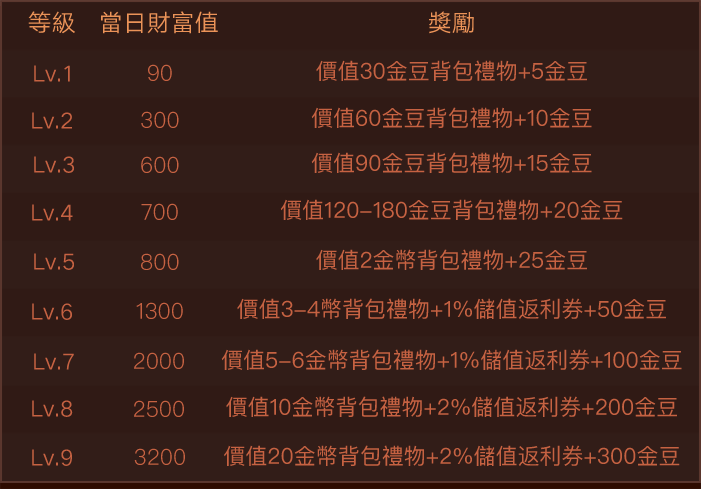 等級 當日財富值 獎勵
Lv.1 90 價值30金豆背包禮物+5金豆
Lv.2 300 價值60金豆背包禮物+10金豆
Lv.3 600 價值90金豆背包禮物+15金豆
Lv.4 700 價值120–180金豆背包禮物+20金豆
Lv.5 800 價值2金幣背包禮物+25金豆
Lv.6 1300 價值3–4幣背包禮物+1%儲值返利券+50金豆
Lv.7 2000 價值5–6金幣背包禮物+1%儲值返利券+100金豆
Lv.8 2500 價值10金幣背包禮物+2%儲值返利券+200金豆
Lv.9 3200 價值20金幣背包禮物+2%儲值返利券+300金豆